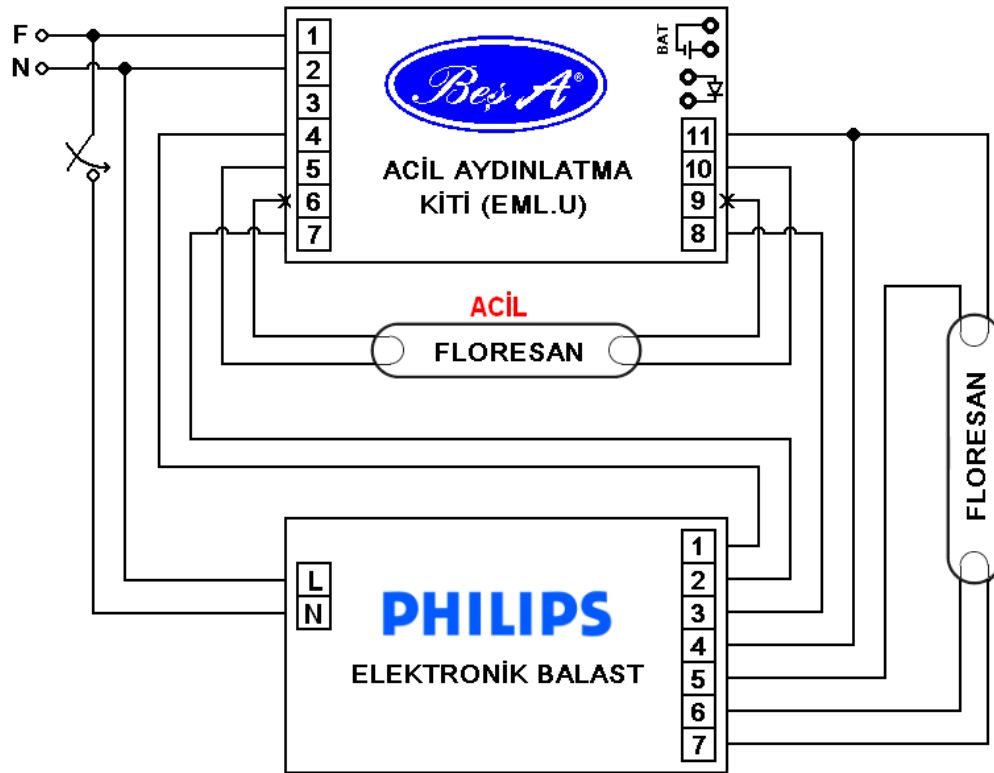 F
N
1
2
3
4
5
6
7
Beş A®
ACİL AYDINLATMA
KİTİ (EML.U)
BAT
11
10
9
8
ACİL
FLORESAN
FLORESAN
L
N
PHILIPS
ELEKTRONİK BALAST
1
2
3
4
5
6
7